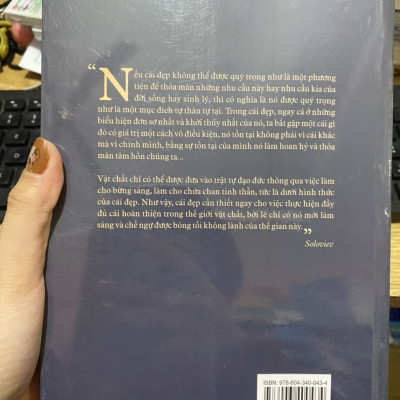 “Nếu cái đẹp không thể được quý trọng như là một phương
tiện để thỏa mãn những nhu cầu này hay nhu cầu kia của
đời sống hay sinh lý, thì có nghĩa là nó được quý trọng
như là một mục đích tự thân tự tại. Trong cái đẹp, ngay cả ở những
biểu hiện đơn sơ nhất và khởi thủy nhất của nó, ta bắt gặp một cái gì
đó có giá trị một cách vô điều kiện, nó tồn tại không phải vì cái khác
mà vì chính mình, bằng sự tồn tại của mình nó làm hoan hỷ và thỏa
mãn tâm hồn chúng ta...
Vật chất chỉ có thể được đưa vào trật tự đạo đức thông qua việc làm
cho bừng sáng, làm cho chứa chan tinh thần, tức là dưới hình thức
của cái đẹp. Như vậy, cái đẹp cần thiết ngay cho việc thực hiện đầy
đủ cái hoàn thiện trong thế giới vật chất, bởi lẽ chỉ có nó mới làm
sáng và chế ngự được bóng tối không lành của thế gian này.”
Soloviev
ISBN: 978-604-340-043-4